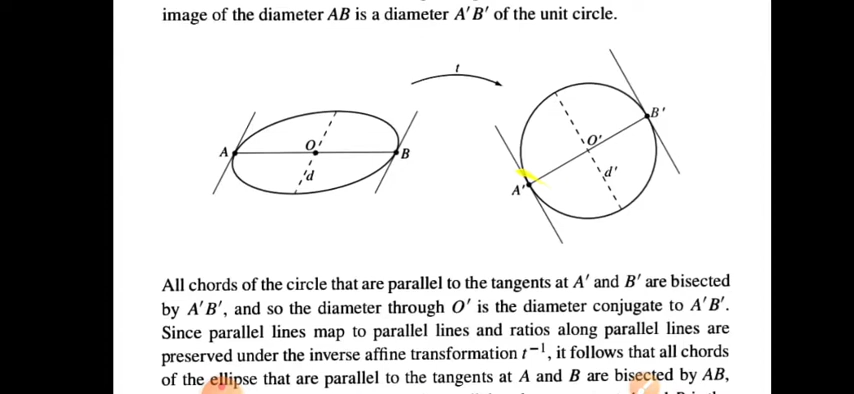 image of the diameter AB is a diameter A′B′ of the unit circle.
t
A
O
d
B
O′
B′
d′
A′
All chords of the circle that are parallel to the tangents at A′ and B′ are bisected
by A′B′, and so the diameter through O′ is the diameter conjugate to A′B′.
Since parallel lines map to parallel lines and ratios along parallel lines are
preserved under the inverse affine transformation t⁻¹, it follows that all chords
of the ellipse that are parallel to the tangents at A and B are bisected by AB,